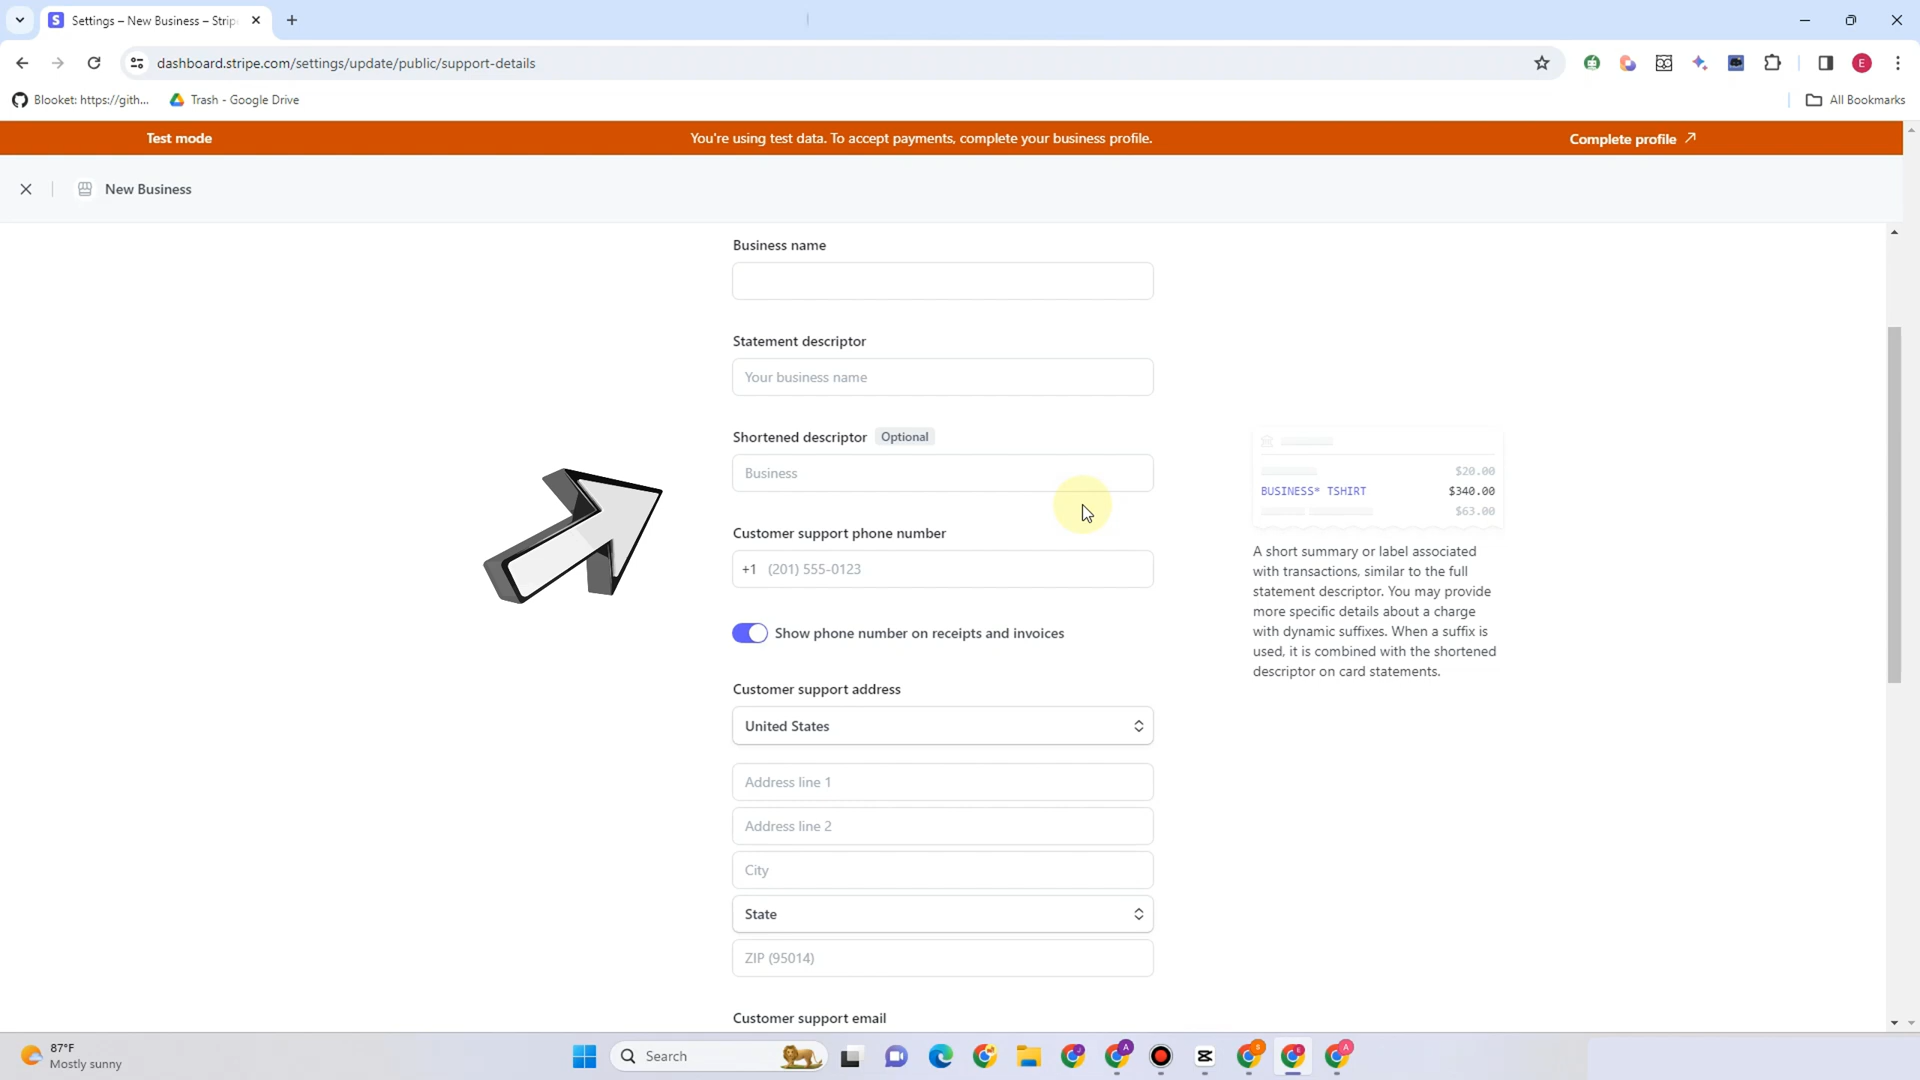 Settings – New Business – Strip
dashboard.stripe.com/settings/update/public/support-details
E
Blooket: https://gith...
Trash - Google Drive
All Bookmarks
Test mode
You're using test data. To accept payments, complete your business profile.
Complete profile
New Business
Business name
Statement descriptor
Your business name
Shortened descriptor Optional
Business
Customer support phone number
+1 (201) 555-0123
Show phone number on receipts and invoices
Customer support address
United States
Address line 1
Address line 2
City
State
ZIP (95014)
Customer support email
$20.00
BUSINESS* TSHIRT $340.00
$63.00
A short summary or label associated
with transactions, similar to the full
statement descriptor. You may provide
more specific details about a charge
with dynamic suffixes. When a suffix is
used, it is combined with the shortened
descriptor on card statements.
87°F
Mostly sunny
Search